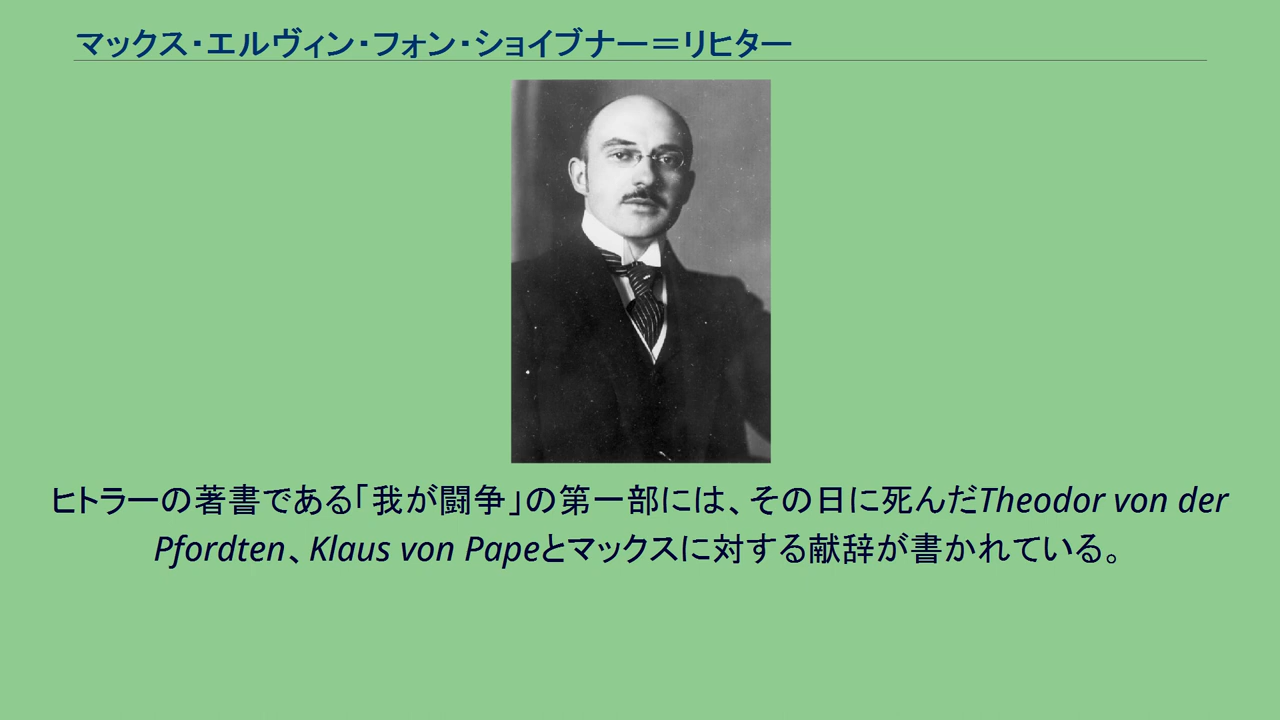 マックス・エルヴィン・フォン・ショイブナー＝リヒター
ヒトラーの著書である「我が闘争」の第一部には、その日に死んだTheodor von der
Pfordten、Klaus von Papeとマックスに対する献辞が書かれている。